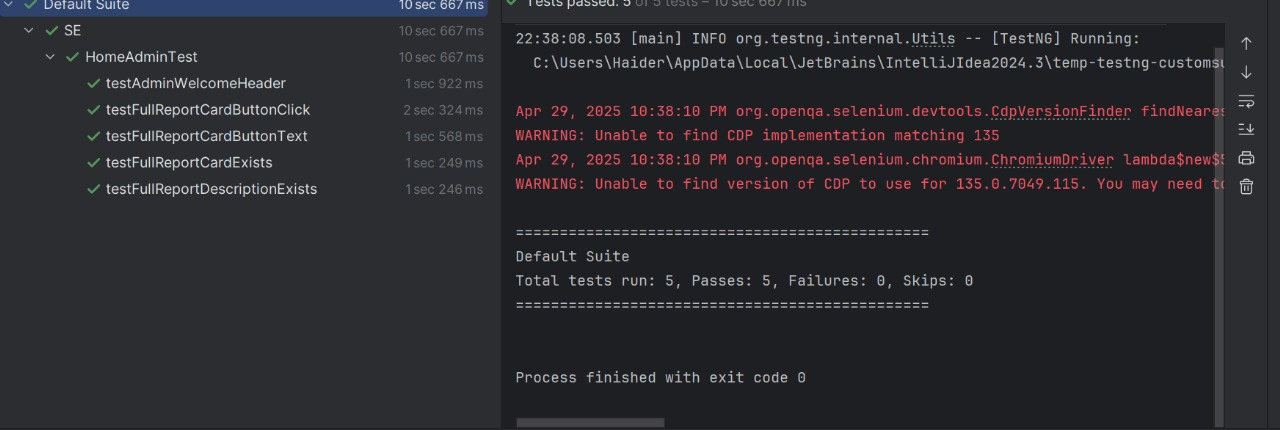 Default Suite 10 sec 667 ms
SE 10 sec 667 ms
HomeAdminTest 10 sec 667 ms
testAdminWelcomeHeader 1 sec 922 ms
testFullReportCardButtonClick 2 sec 324 ms
testFullReportCardButtonText 1 sec 568 ms
testFullReportCardExists 1 sec 249 ms
testFullReportDescriptionExists 1 sec 246 ms
Tests passed: 5 of 5 tests – 10 sec 667 ms
22:38:08.503 [main] INFO org.testng.internal.Utils -- [TestNG] Running:
C:\Users\Haider\AppData\Local\JetBrains\IntelliJIdea2024.3\temp-testng-customsu
Apr 29, 2025 10:38:10 PM org.openqa.selenium.devtools.CdpVersionFinder findNeares
WARNING: Unable to find CDP implementation matching 135
Apr 29, 2025 10:38:10 PM org.openqa.selenium.chromium.ChromiumDriver lambda$new$5
WARNING: Unable to find version of CDP to use for 135.0.7049.115. You may need to
===============================================
Default Suite
Total tests run: 5, Passes: 5, Failures: 0, Skips: 0
===============================================
Process finished with exit code 0